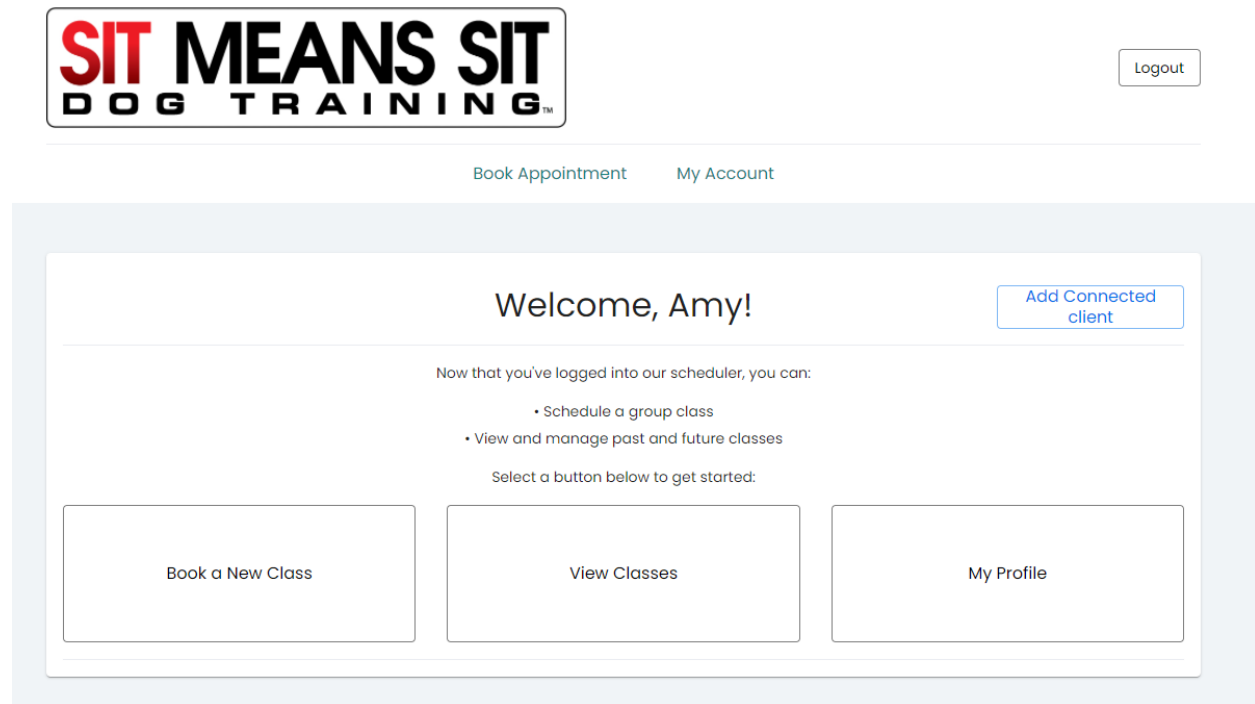 SIT MEANS SIT
DOG TRAINING™
Logout
Book Appointment My Account
Welcome, Amy!
Add Connected
client
Now that you've logged into our scheduler, you can:
• Schedule a group class
• View and manage past and future classes
Select a button below to get started:
Book a New Class
View Classes
My Profile